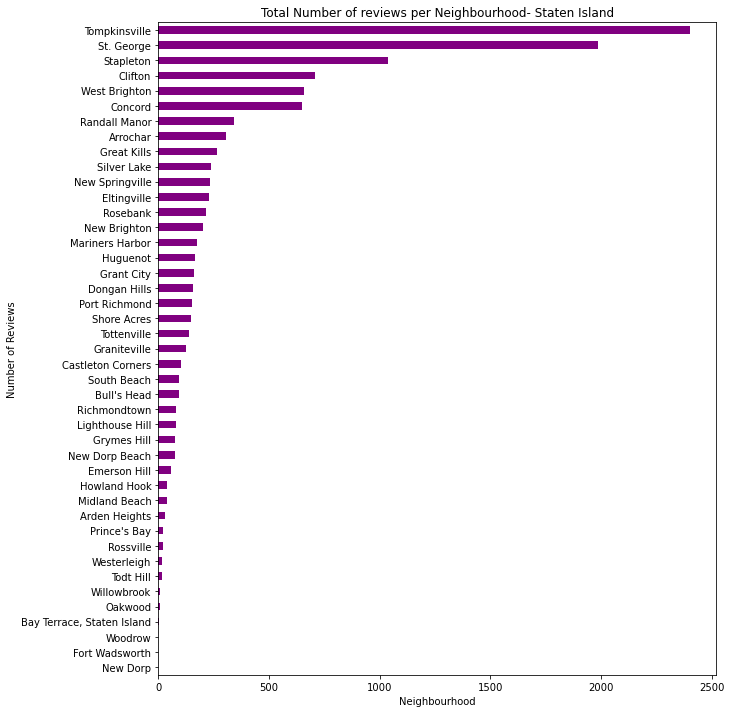 Total Number of reviews per Neighbourhood- Staten Island
Tompkinsville
St. George
Stapleton
Clifton
West Brighton
Concord
Randall Manor
Arrochar
Great Kills
Silver Lake
New Springville
Eltingville
Rosebank
New Brighton
Mariners Harbor
Huguenot
Grant City
Dongan Hills
Port Richmond
Shore Acres
Tottenville
Graniteville
Castleton Corners
South Beach
Bull's Head
Richmondtown
Lighthouse Hill
Grymes Hill
New Dorp Beach
Emerson Hill
Howland Hook
Midland Beach
Arden Heights
Prince's Bay
Rossville
Westerleigh
Todt Hill
Willowbrook
Oakwood
Bay Terrace, Staten Island
Woodrow
Fort Wadsworth
New Dorp
Number of Reviews
0 500 1000 1500 2000 2500
Neighbourhood